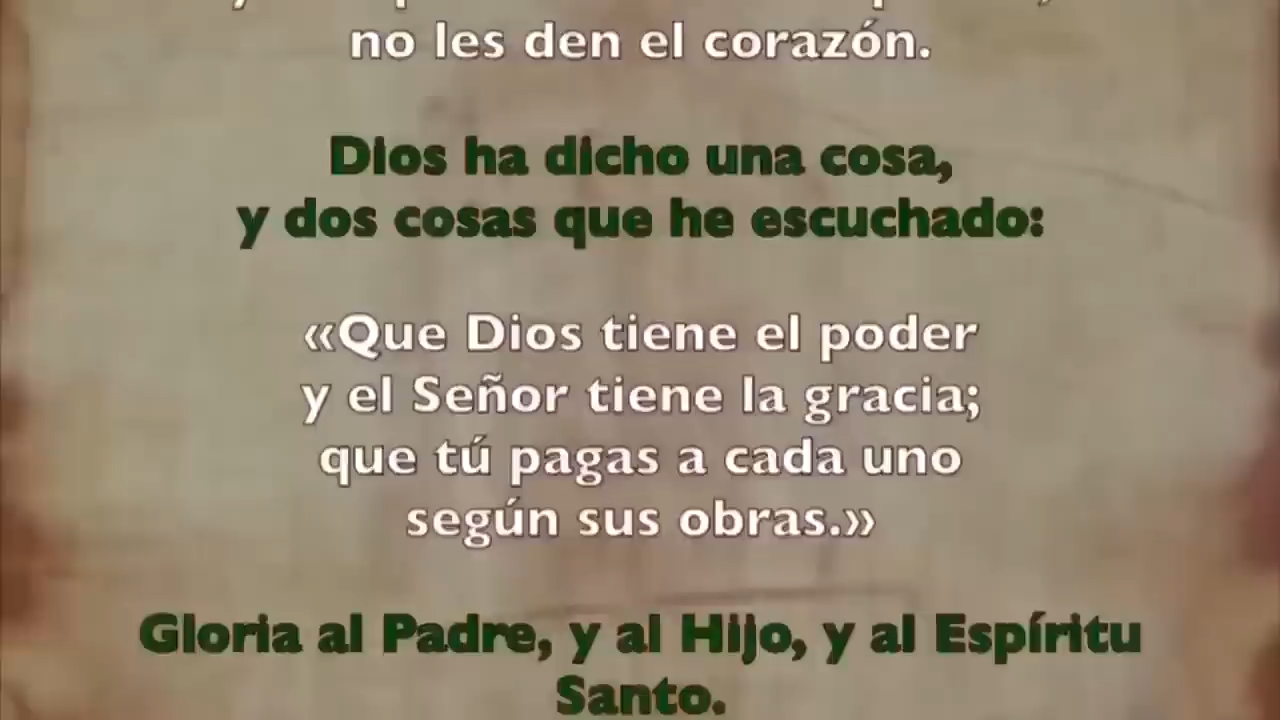 no les den el corazón.
Dios ha dicho una cosa,
y dos cosas que he escuchado:
«Que Dios tiene el poder
y el Señor tiene la gracia;
que tú pagas a cada uno
según sus obras.»
Gloria al Padre, y al Hijo, y al Espíritu
Santo.